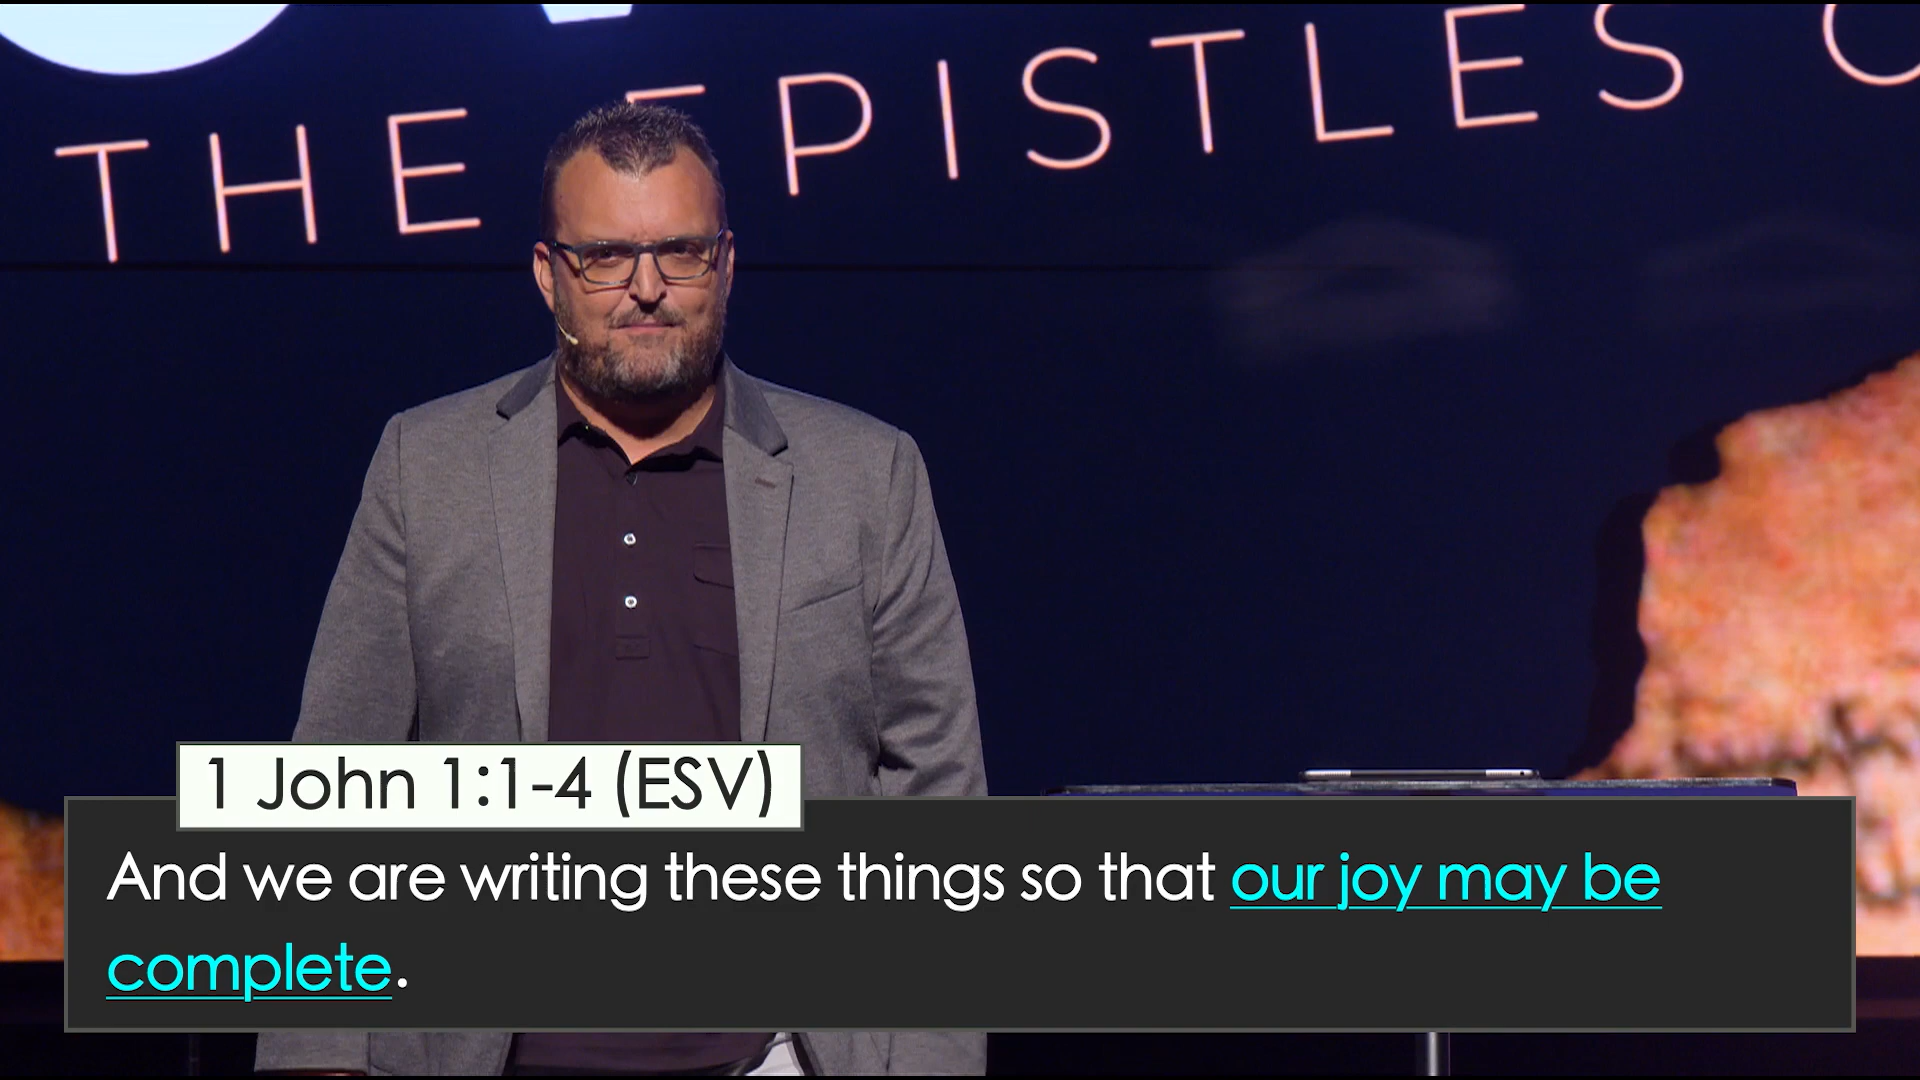 THE EPISTLES O
1 John 1:1-4 (ESV)
And we are writing these things so that our joy may be
complete.